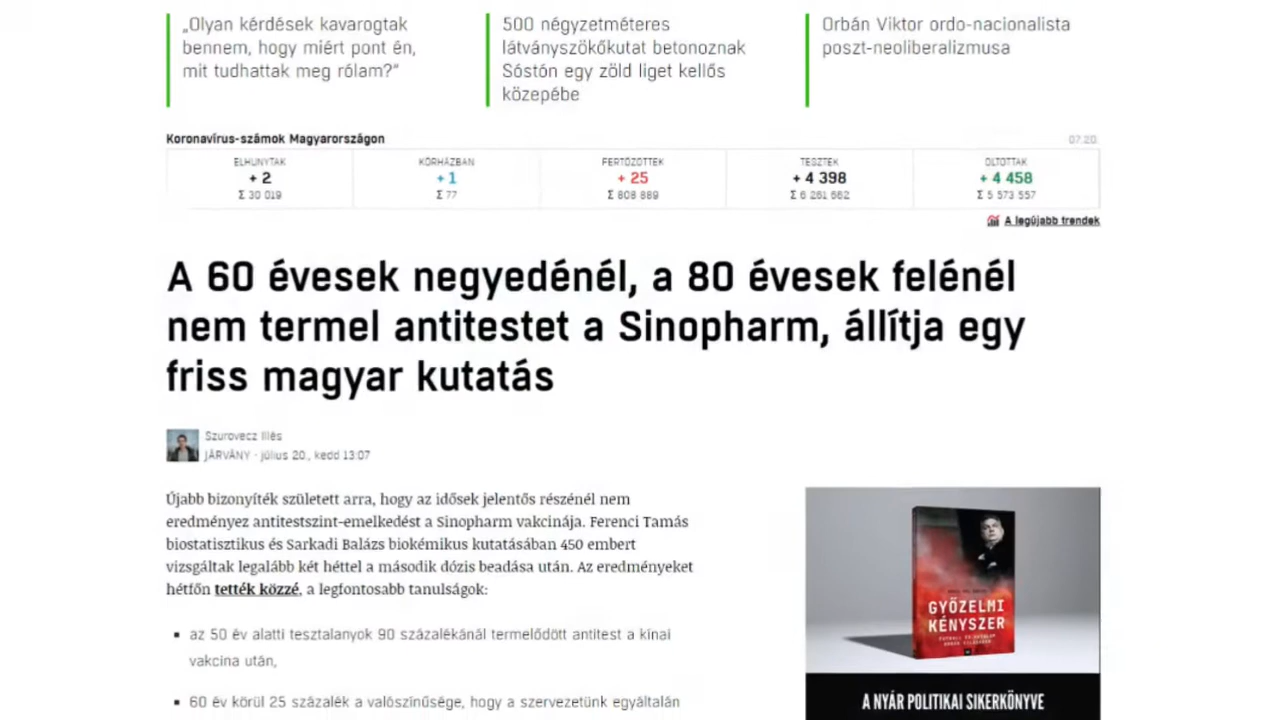 „Olyan kérdések kavarogtak
bennem, hogy miért pont én,
mit tudhattak meg rólam?“
500 négyzetméteres
látványszökőkutat betonoznak
Sóstón egy zöld liget kellős
közepébe
Orbán Viktor ordo-nacionalista
poszt-neoliberalizmusa
Koronavírus-számok Magyarországon
07.20.
ELHUNYTAK
+ 2
Σ 30 019
KÓRHÁZBAN
+ 1
Σ 77
FERTŐZÖTTEK
+ 25
Σ 808 889
TESZTEK
+ 4 398
Σ 6 261 662
OLTOTTAK
+ 4 458
Σ 5 573 557
A legújabb trendek
A 60 évesek negyedénél, a 80 évesek felénél
nem termel antitestet a Sinopharm, állítja egy
friss magyar kutatás
Szurovecz Illés
JÁRVÁNY - július 20., kedd 13:07
Újabb bizonyíték született arra, hogy az idősek jelentős részénél nem
eredményez antitestszint-emelkedést a Sinopharm vakcinája. Ferenci Tamás
biostatisztikus és Sarkadi Balázs biokémikus kutatásában 450 embert
vizsgáltak legalább két héttel a második dózis beadása után. Az eredményeket
hétfőn tették közzé, a legfontosabb tanulságok:
▪ az 50 év alatti tesztalanyok 90 százalékánál termelődött antitest a kínai
vakcina után,
▪ 60 év körül 25 százalék a valószínűsége, hogy a szervezetünk egyáltalán
GYŐZELMI
KÉNYSZER
A NYÁR POLITIKAI SIKERKÖNYVE